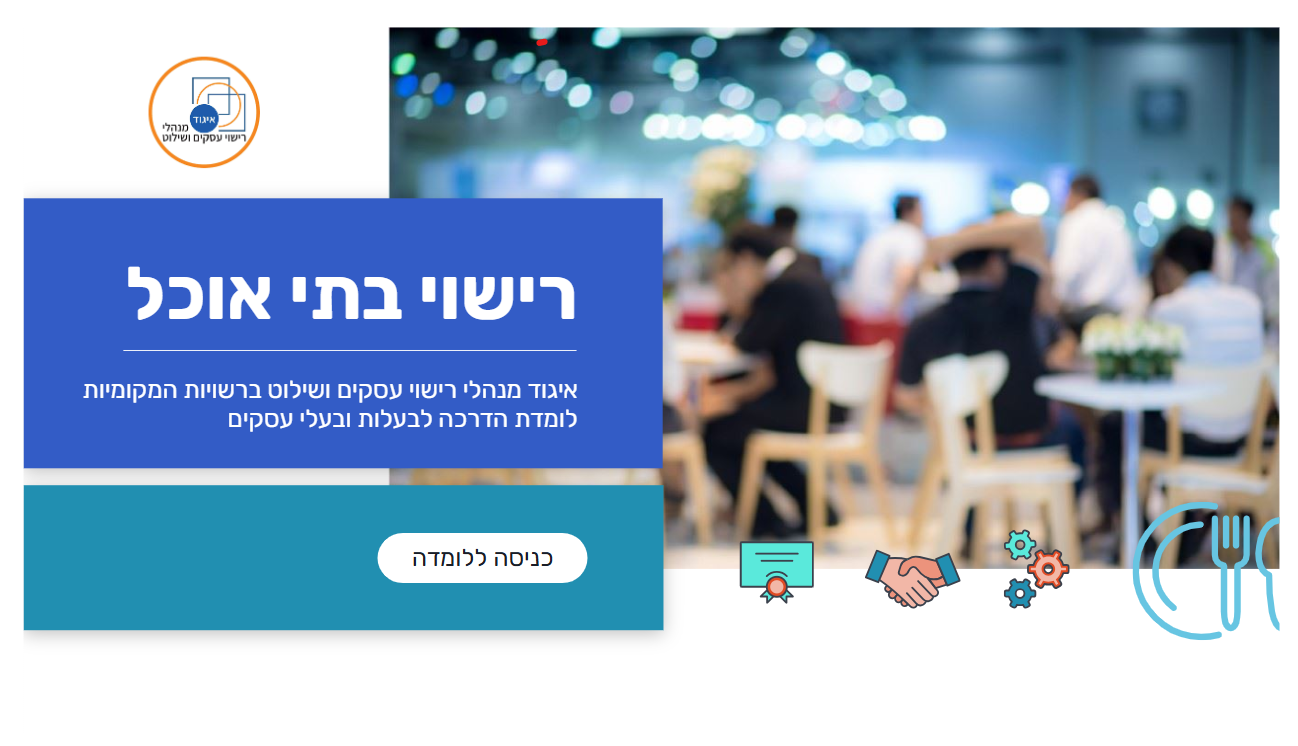 איגוד
מנהלי
רישוי עסקים ושילוט
רישוי בתי אוכל
איגוד מנהלי רישוי עסקים ושילוט ברשויות המקומיות
לומדת הדרכה לבעלות ובעלי עסקים
כניסה ללומדה